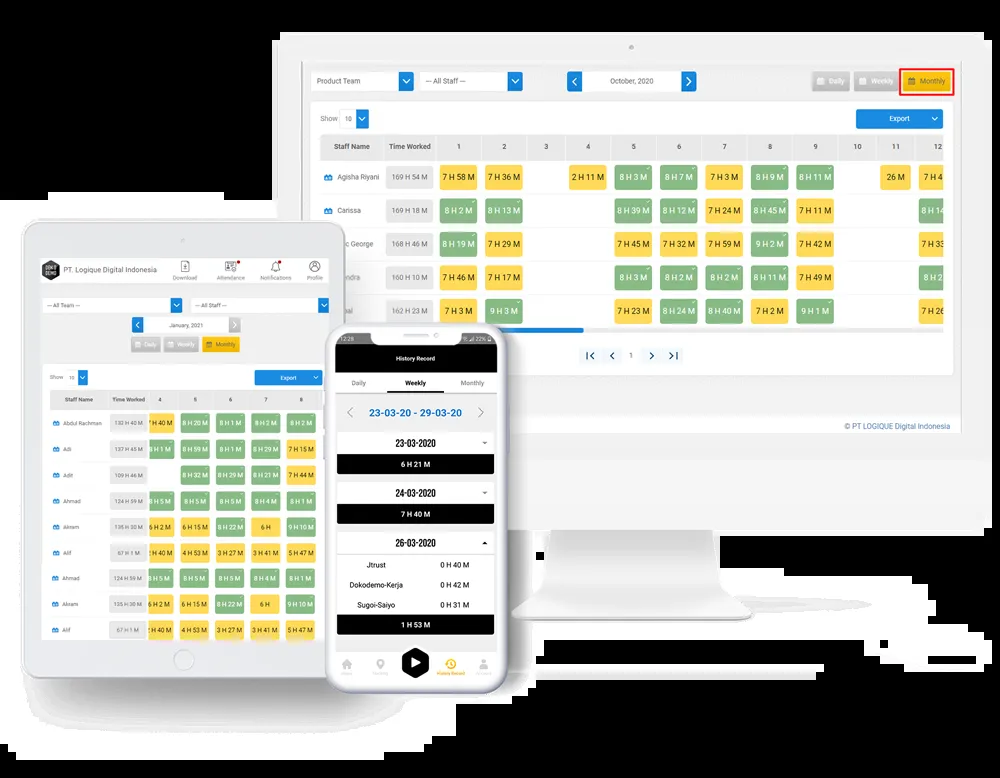 Product Team --- All Staff --- October, 2020 Daily Weekly Monthly
Show 10 Export
Staff Name Time Worked 1 2 3 4 5 6 7 8 9 10 11 12
Agisha Riyani 169 H 54 M 7 H 58 M 7 H 36 M 2 H 11 M 8 H 3 M 8 H 7 M 7 H 3 M 8 H 9 M 8 H 11 M 26 M 7 H 4
Carissa 169 H 18 M 8 H 2 M 8 H 13 M 8 H 39 M 8 H 12 M 7 H 24 M 8 H 45 M 7 H 11 M 8 H 14
George 168 H 46 M 8 H 19 M 7 H 29 M 7 H 45 M 7 H 32 M 7 H 59 M 9 H 2 M 7 H 42 M 7 H 33
160 H 10 M 7 H 46 M 7 H 17 M 8 H 3 M 8 H 2 M 8 H 2 M 8 H 11 M 7 H 49 M 8 H 2
162 H 23 M 7 H 3 M 9 H 3 M 7 H 23 M 8 H 24 M 8 H 40 M 7 H 2 M 9 H 1 M 7 H 26
1
© PT LOGIQUE Digital Indonesia
PT. Logique Digital Indonesia Download Attendance Notifications Profile
--- All Team --- --- All Staff ---
January, 2021
Daily Weekly Monthly
Show 10 Export
Staff Name Time Worked 4 5 6 7 8
Abdul Rachman 132 H 40 M 7 H 40 M 8 H 20 M 8 H 1 M 8 H 2 M 8 H 2 M
Adi 137 H 45 M 8 H 1 M 8 H 59 M 8 H 1 M 8 H 29 M 7 H 15 M
Adit 109 H 46 M 8 H 32 M 8 H 29 M 8 H 21 M 7 H 44 M
Ahmad 124 H 59 M 8 H 5 M 8 H 5 M 8 H 5 M 8 H 4 M 8 H 1 M
Akram 135 H 30 M 6 H 2 M 6 H 15 M 8 H 22 M 6 H 9 H 10 M
Alif 67 H 1 M H 40 M 4 H 53 M 3 H 27 M 3 H 41 M 5 H 47 M
Ahmad 124 H 59 M 8 H 5 M 8 H 5 M 8 H 5 M 8 H 4 M 8 H 1 M
Akram 135 H 30 M 6 H 2 M 6 H 15 M 8 H 22 M 6 H 9 H 10 M
Alif 67 H 1 M H 40 M 4 H 53 M 3 H 27 M 3 H 41 M 5 H 47 M
12:28 22%
History Record
Daily Weekly Monthly
23-03-20 - 29-03-20
23-03-2020
6 H 21 M
24-03-2020
7 H 40 M
26-03-2020
Jtrust 0 H 40 M
Dokodemo-Kerja 0 H 42 M
Sugoi-Saiyo 0 H 31 M
1 H 53 M
History Record